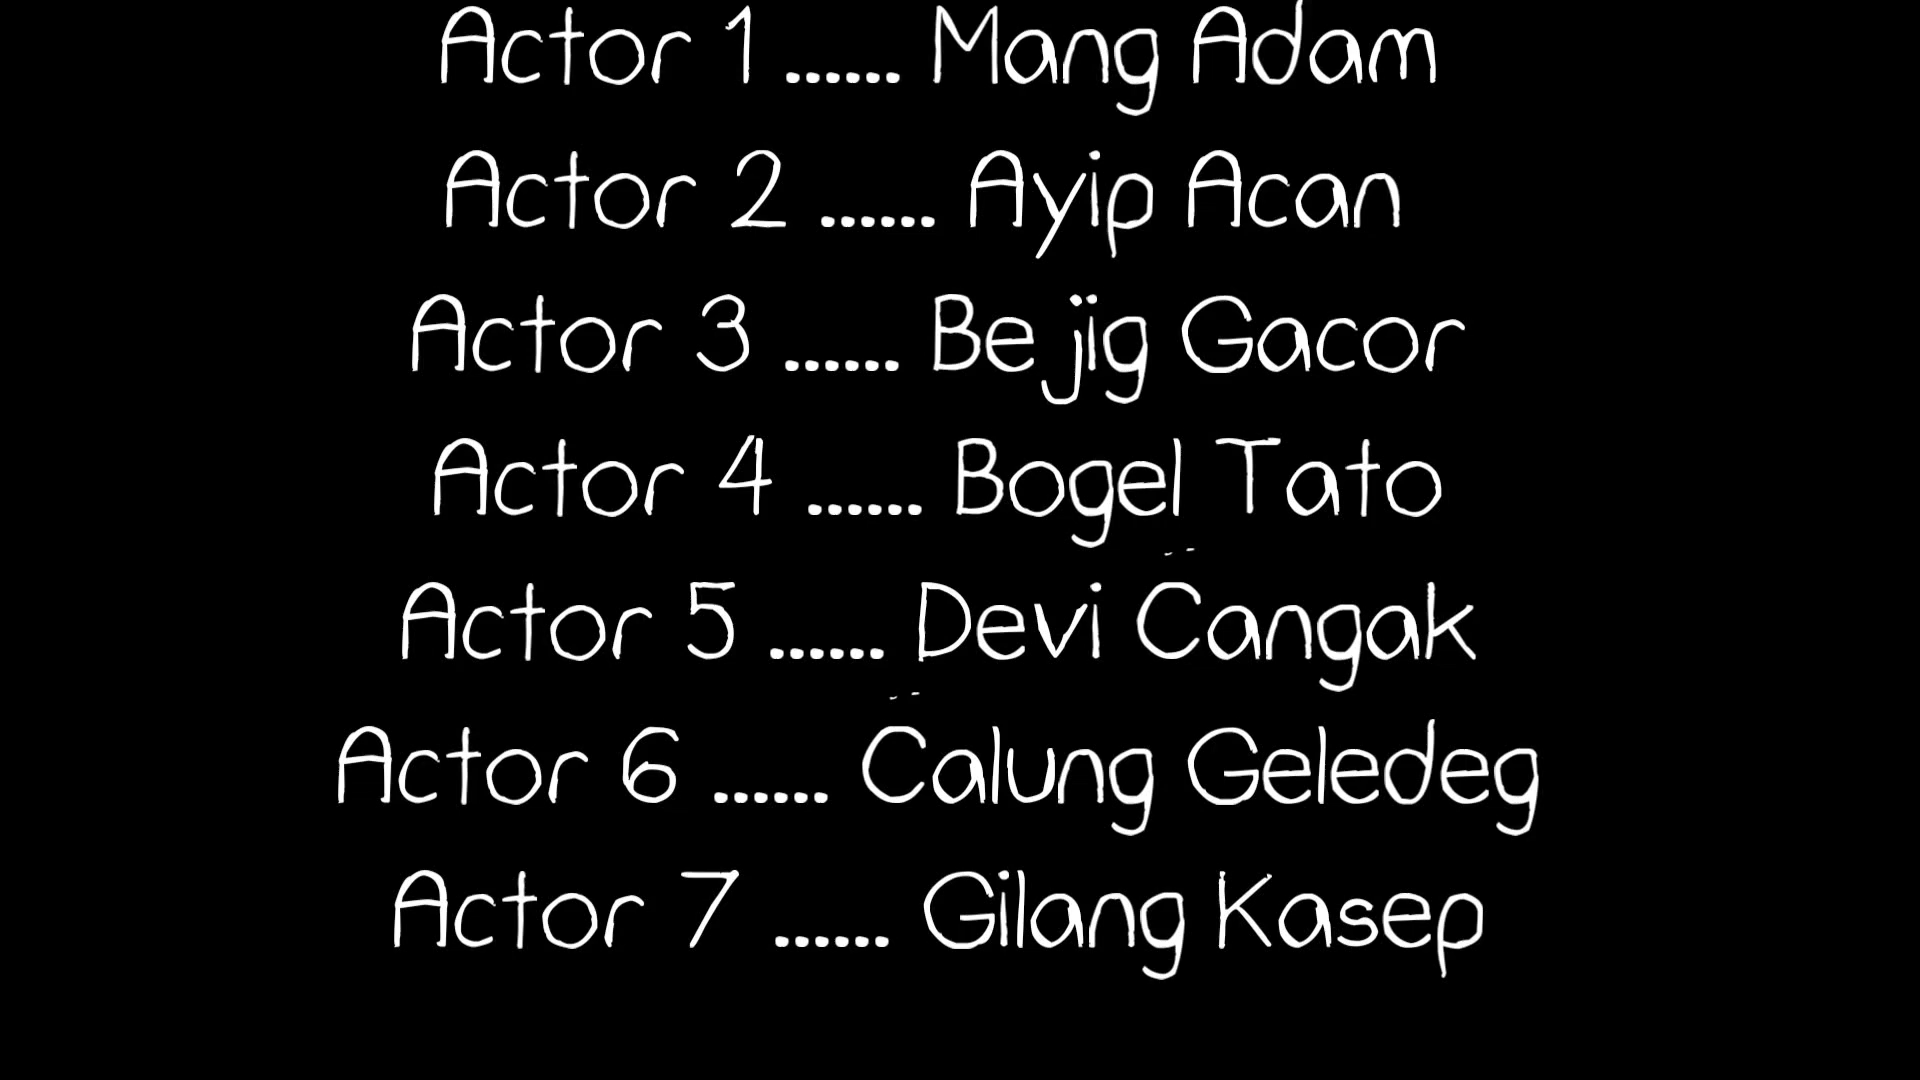 Actor 1 ...... Mang Adam
Actor 2 ...... Ayip Acan
Actor 3 ...... Bejig Gacor
Actor 4 ...... Bogel Tato
Actor 5 ...... Devi Cangak
Actor 6 ...... Calung Geledeg
Actor 7 ...... Gilang Kasep